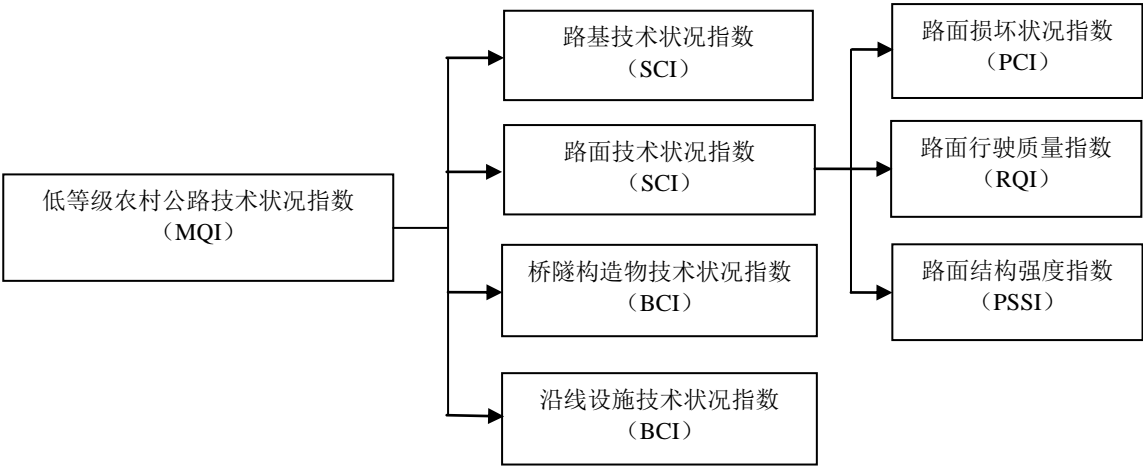 低等级农村公路技术状况指数
（MQI）
路基技术状况指数
（SCI）
路面技术状况指数
（SCI）
桥隧构造物技术状况指数
（BCI）
沿线设施技术状况指数
（BCI）
路面损坏状况指数
（PCI）
路面行驶质量指数
（RQI）
路面结构强度指数
（PSSI）